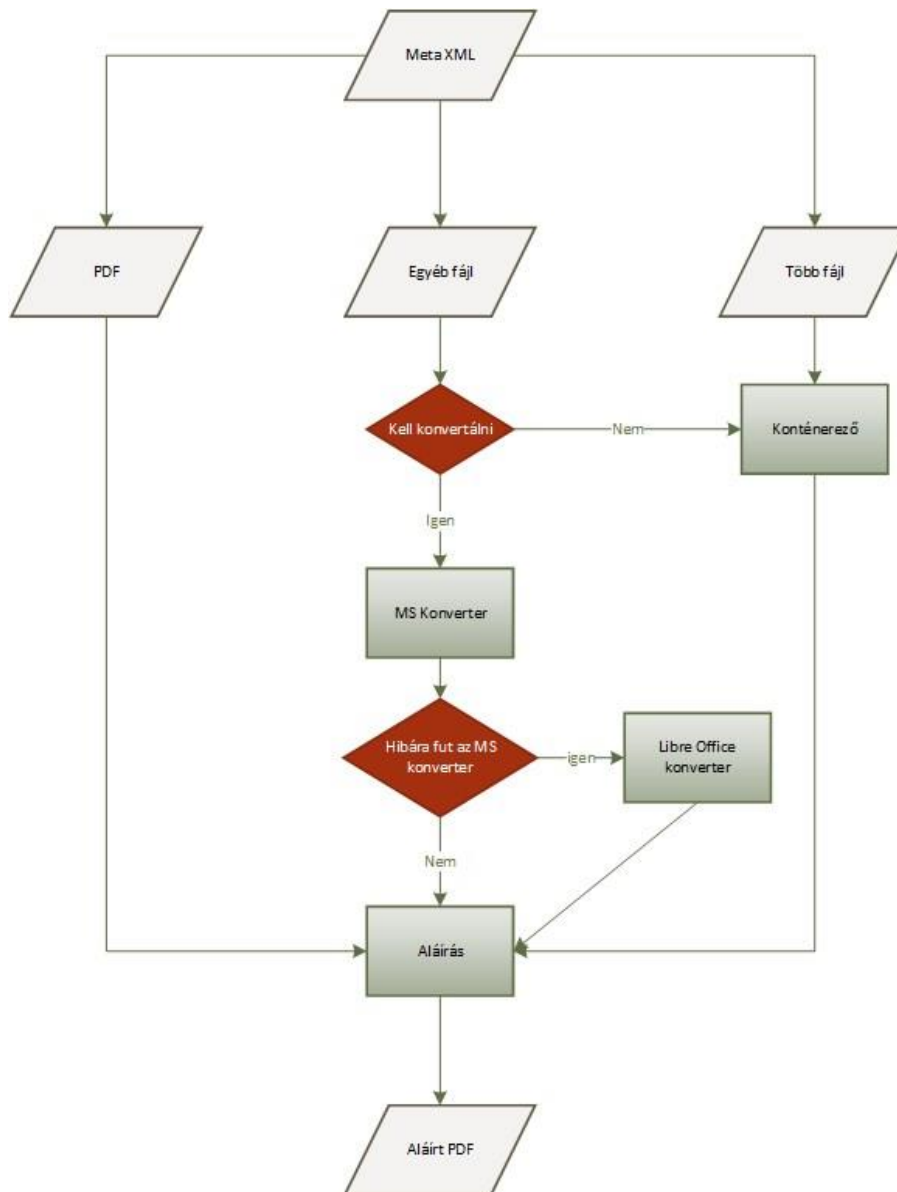 Meta XML
PDF
Egyéb fájl
Több fájl
Kell konvertálni
Nem
Konténerező
Igen
MS Konverter
Hibára fut az MS
konverter
igen
Libre Office
konverter
Nem
Aláírás
Aláírt PDF